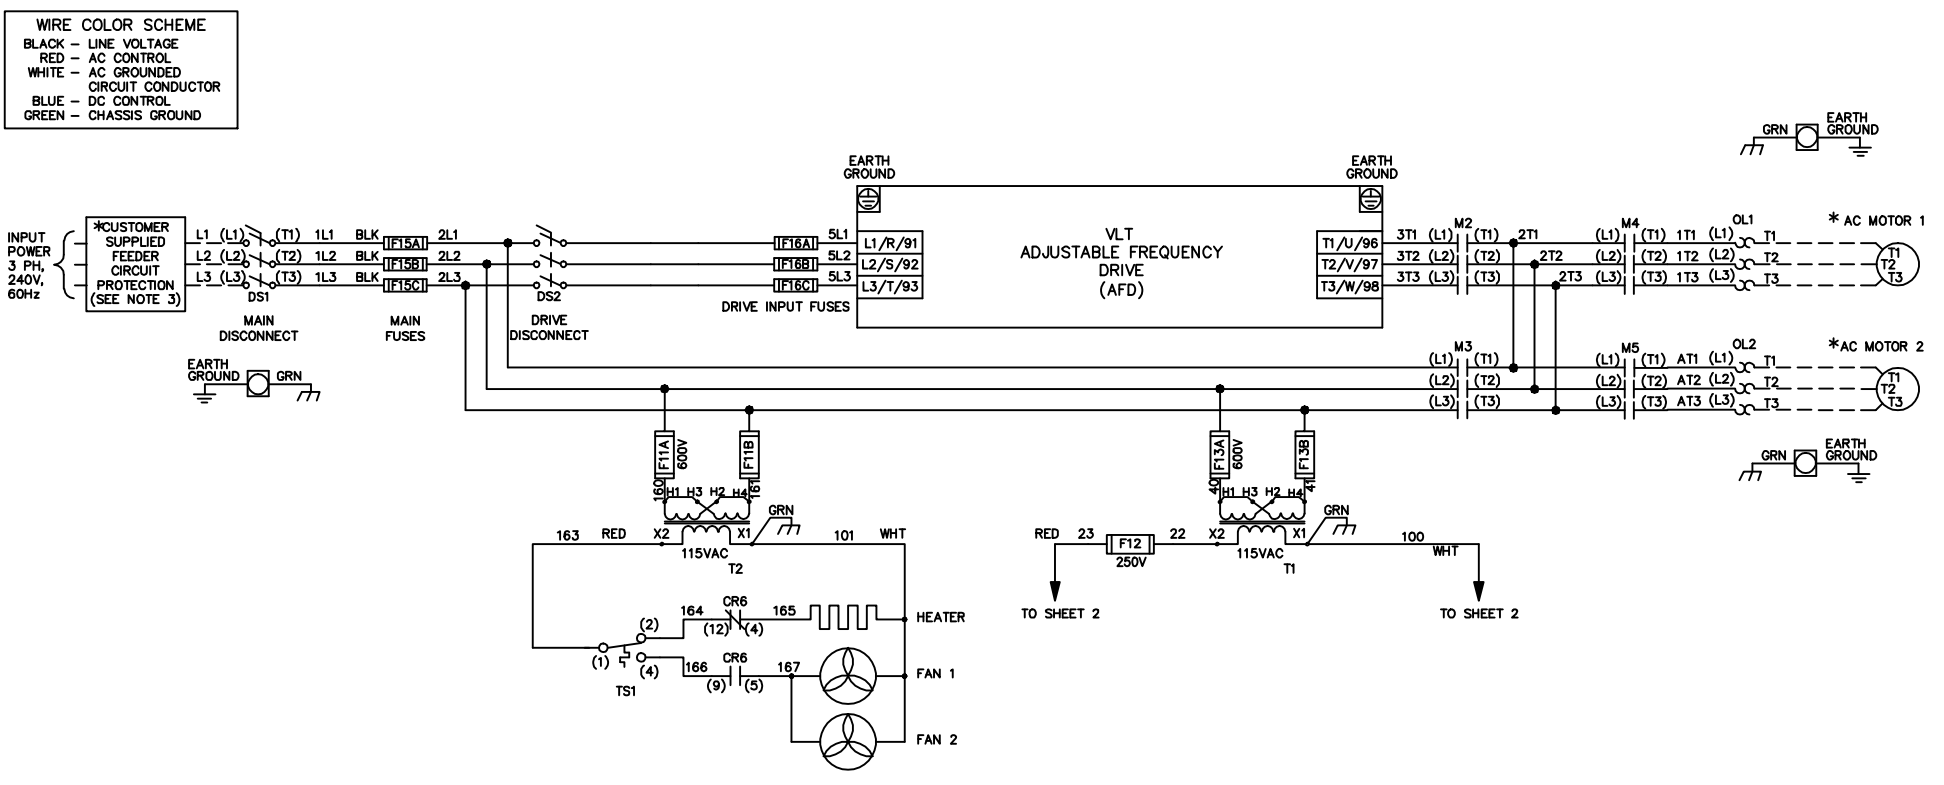 WIRE COLOR SCHEME
BLACK – LINE VOLTAGE
RED – AC CONTROL
WHITE – AC GROUNDED
CIRCUIT CONDUCTOR
BLUE – DC CONTROL
GREEN – CHASSIS GROUND
INPUT
POWER
3 PH,
240V,
60Hz
*CUSTOMER
SUPPLIED
FEEDER
CIRCUIT
PROTECTION
(SEE NOTE 3)
L1 (L1) (T1) 1L1 BLK F15A 2L1
L2 (L2) (T2) 1L2 BLK F15B 2L2
L3 (L3) (T3) 1L3 BLK F15C 2L3
DS1
MAIN
DISCONNECT
MAIN
FUSES
DS2
DRIVE
DISCONNECT
F16A 5L1
F16B 5L2
F16C 5L3
DRIVE INPUT FUSES
EARTH
GROUND
L1/R/91
L2/S/92
L3/T/93
VLT
ADJUSTABLE FREQUENCY
DRIVE
(AFD)
EARTH
GROUND
T1/U/96
T2/V/97
T3/W/98
M2
3T1 (L1) (T1) 2T1
3T2 (L2) (T2) 2T2
3T3 (L3) (T3) 2T3
M4
OL1
(L1) (T1) 1T1 (L1) T1
(L2) (T2) 1T2 (L2) T2
(L3) (T3) 1T3 (L3) T3
* AC MOTOR 1
T1
T2
T3
GRN
EARTH
GROUND
EARTH
GROUND
GRN
M3
(L1) (T1)
(L2) (T2)
(L3) (T3)
M5
OL2
(L1) (T1) AT1 (L1) T1
(L2) (T2) AT2 (L2) T2
(L3) (T3) AT3 (L3) T3
*AC MOTOR 2
T1
T2
T3
GRN
EARTH
GROUND
F11A
600V
F11B
160
161
H1 H3 H2 H4
GRN
163 RED X2 X1 101 WHT
115VAC
T2
F13A
600V
F13B
40
41
H1 H3 H2 H4
GRN
RED 23 F12 22 X2 X1 100
WHT
250V
115VAC
T1
TO SHEET 2
TO SHEET 2
CR6
164 165
(12) (4)
HEATER
(2)
(1)
(4)
TS1
CR6
166 167
(9) (5)
FAN 1
FAN 2